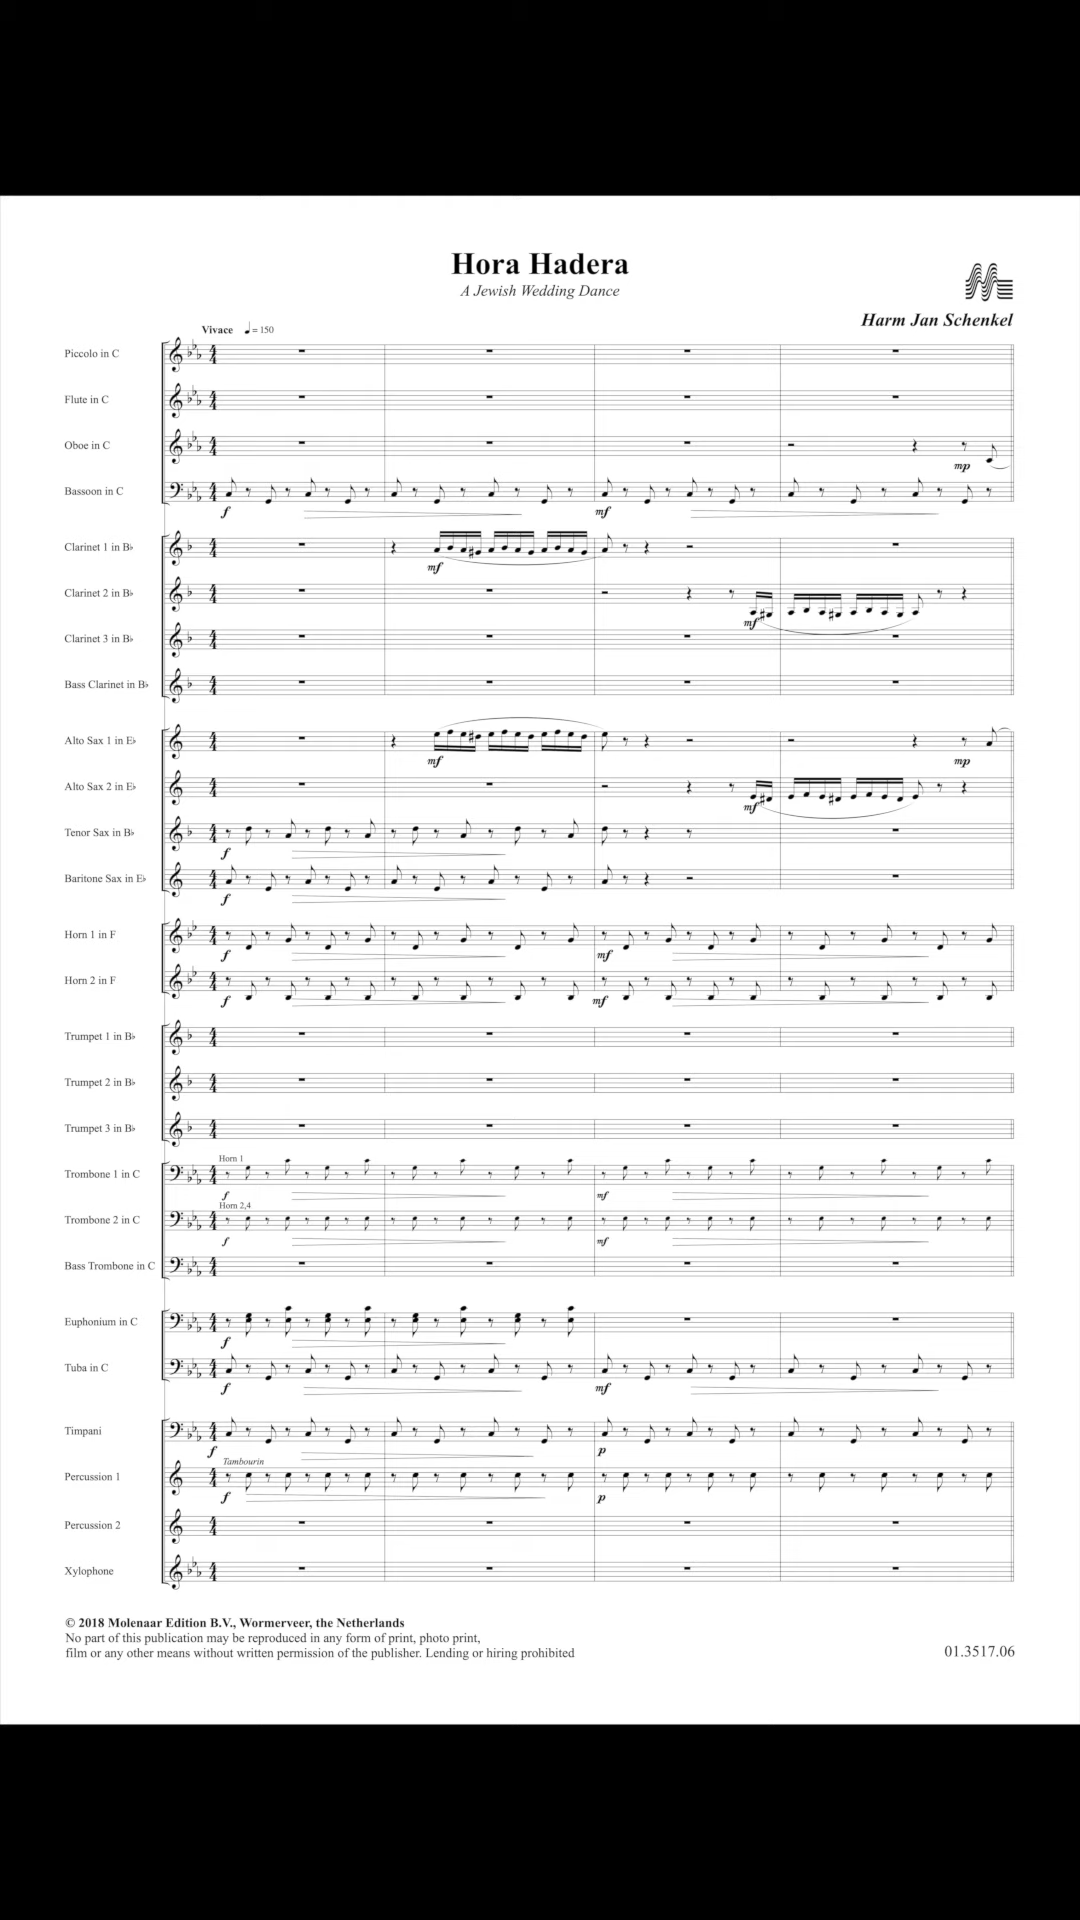 Hora Hadera
A Jewish Wedding Dance
Harm Jan Schenkel
Vivace ♩ = 150
Piccolo in C
Flute in C
Oboe in C
mp
Bassoon in C
f mf
Clarinet 1 in B♭
mf
Clarinet 2 in B♭
mf
Clarinet 3 in B♭
Bass Clarinet in B♭
Alto Sax 1 in E♭
mf mp
Alto Sax 2 in E♭
mf
Tenor Sax in B♭
f
Baritone Sax in E♭
f
Horn 1 in F
f mf
Horn 2 in F
f mf
Trumpet 1 in B♭
Trumpet 2 in B♭
Trumpet 3 in B♭
Horn 1
Trombone 1 in C
f mf
Horn 2,4
Trombone 2 in C
f mf
Bass Trombone in C
Euphonium in C
f
Tuba in C
f mf
Timpani
f p
Tambourin
Percussion 1
f p
Percussion 2
Xylophone
© 2018 Molenaar Edition B.V., Wormerveer, the Netherlands
No part of this publication may be reproduced in any form of print, photo print,
film or any other means without written permission of the publisher. Lending or hiring prohibited
01.3517.06